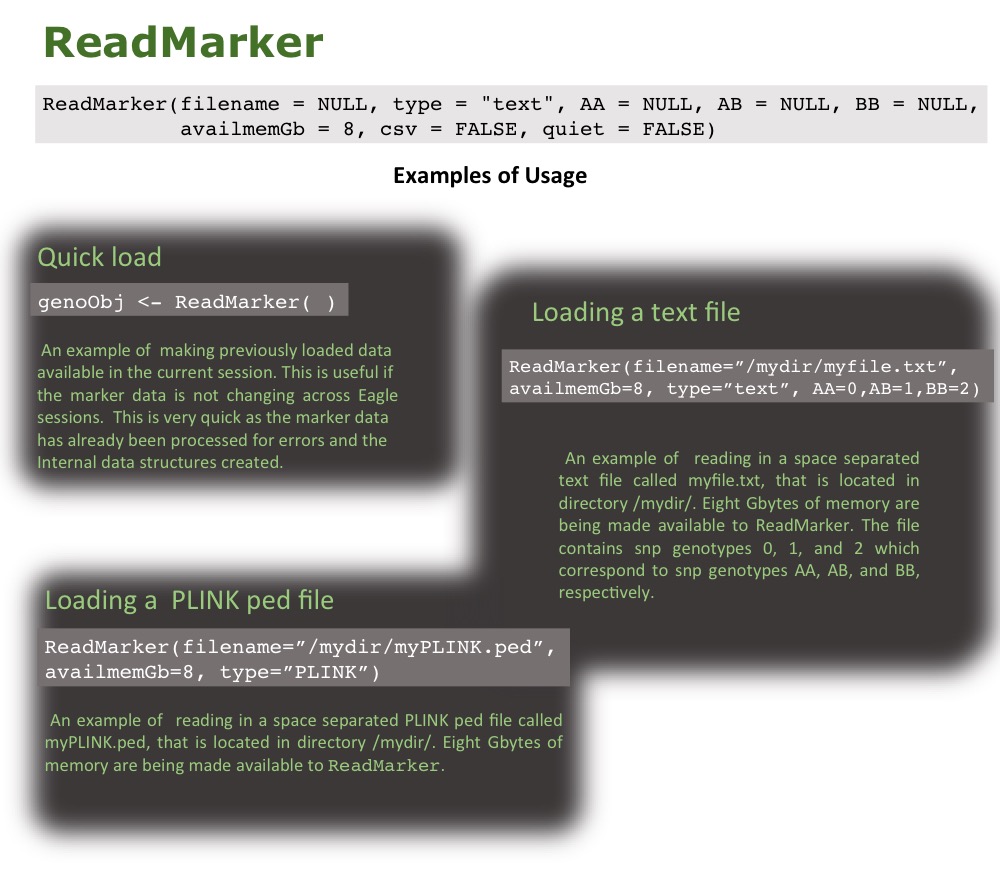 ReadMarker
ReadMarker(filename = NULL, type = "text", AA = NULL, AB = NULL, BB = NULL,
availmemGb = 8, csv = FALSE, quiet = FALSE)
Examples of Usage
Quick load
genoObj <- ReadMarker( )
An example of making previously loaded data
available in the current session. This is useful if
the marker data is not changing across Eagle
sessions. This is very quick as the marker data
has already been processed for errors and the
Internal data structures created.
Loading a text file
ReadMarker(filename=”/mydir/myfile.txt”,
availmemGb=8, type=”text”, AA=0,AB=1,BB=2)
An example of reading in a space separated
text file called myfile.txt, that is located in
directory /mydir/. Eight Gbytes of memory are
being made available to ReadMarker. The file
contains snp genotypes 0, 1, and 2 which
correspond to snp genotypes AA, AB, and BB,
respectively.
Loading a PLINK ped file
ReadMarker(filename=”/mydir/myPLINK.ped”,
availmemGb=8, type=”PLINK”)
An example of reading in a space separated PLINK ped file called
myPLINK.ped, that is located in directory /mydir/. Eight Gbytes of
memory are being made available to ReadMarker.